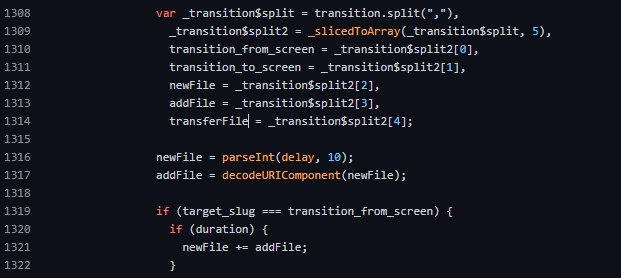 1308 var _transition$split = transition.split(","),
1309 _transition$split2 = _slicedToArray(_transition$split, 5),
1310 transition_from_screen = _transition$split2[0],
1311 transition_to_screen = _transition$split2[1],
1312 newFile = _transition$split2[2],
1313 addFile = _transition$split2[3],
1314 transferFile = _transition$split2[4];
1315
1316 newFile = parseInt(delay, 10);
1317 addFile = decodeURIComponent(newFile);
1318
1319 if (target_slug === transition_from_screen) {
1320 if (duration) {
1321 newFile += addFile;
1322 }